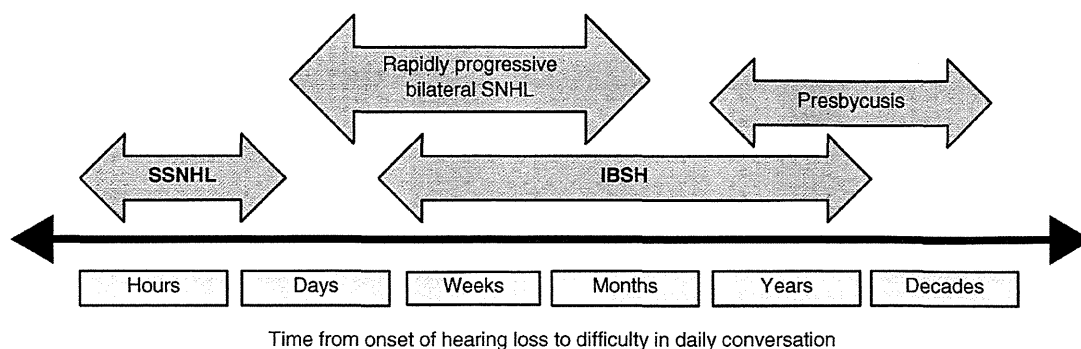 Rapidly progressive
bilateral SNHL
Presbycusis
SSNHL
IBSH
Hours
Days
Weeks
Months
Years
Decades
Time from onset of hearing loss to difficulty in daily conversation